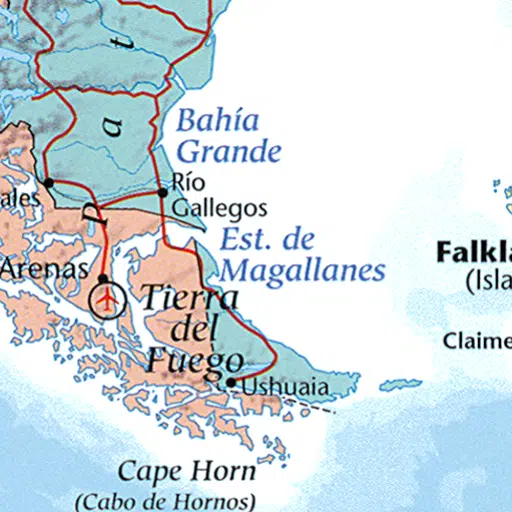 t
a
P
Bahía
Grande
ales
Río
Gallegos
Est. de
Magallanes
Arenas
Tierra
del
Fuego
Ushuaia
Falkla
(Isla
Claime
Cape Horn
(Cabo de Hornos)